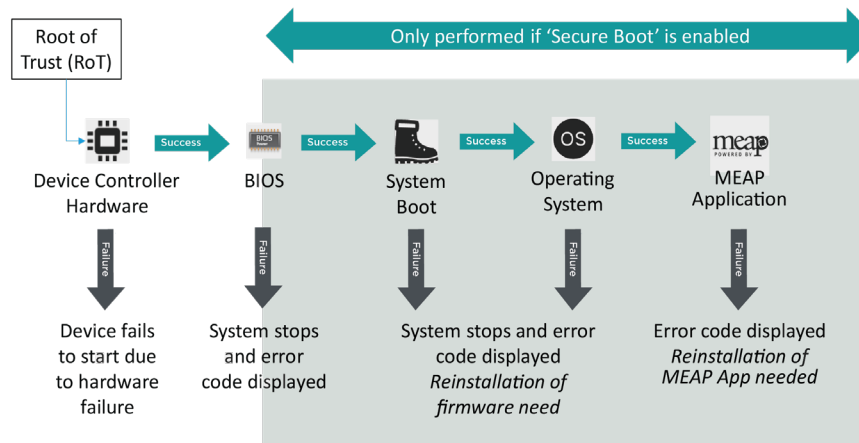 Only performed if ‘Secure Boot’ is enabled
Root of
Trust (RoT)
Success
BIOS
Success
Success
OS
Success
meap
POWERED BY
Device Controller
Hardware
BIOS
System
Boot
Operating
System
MEAP
Application
Failure
Failure
Failure
Failure
Failure
Device fails
to start due
to hardware
failure
System stops
and error
code displayed
System stops and error
code displayed
Reinstallation of
firmware need
Error code displayed
Reinstallation of
MEAP App needed